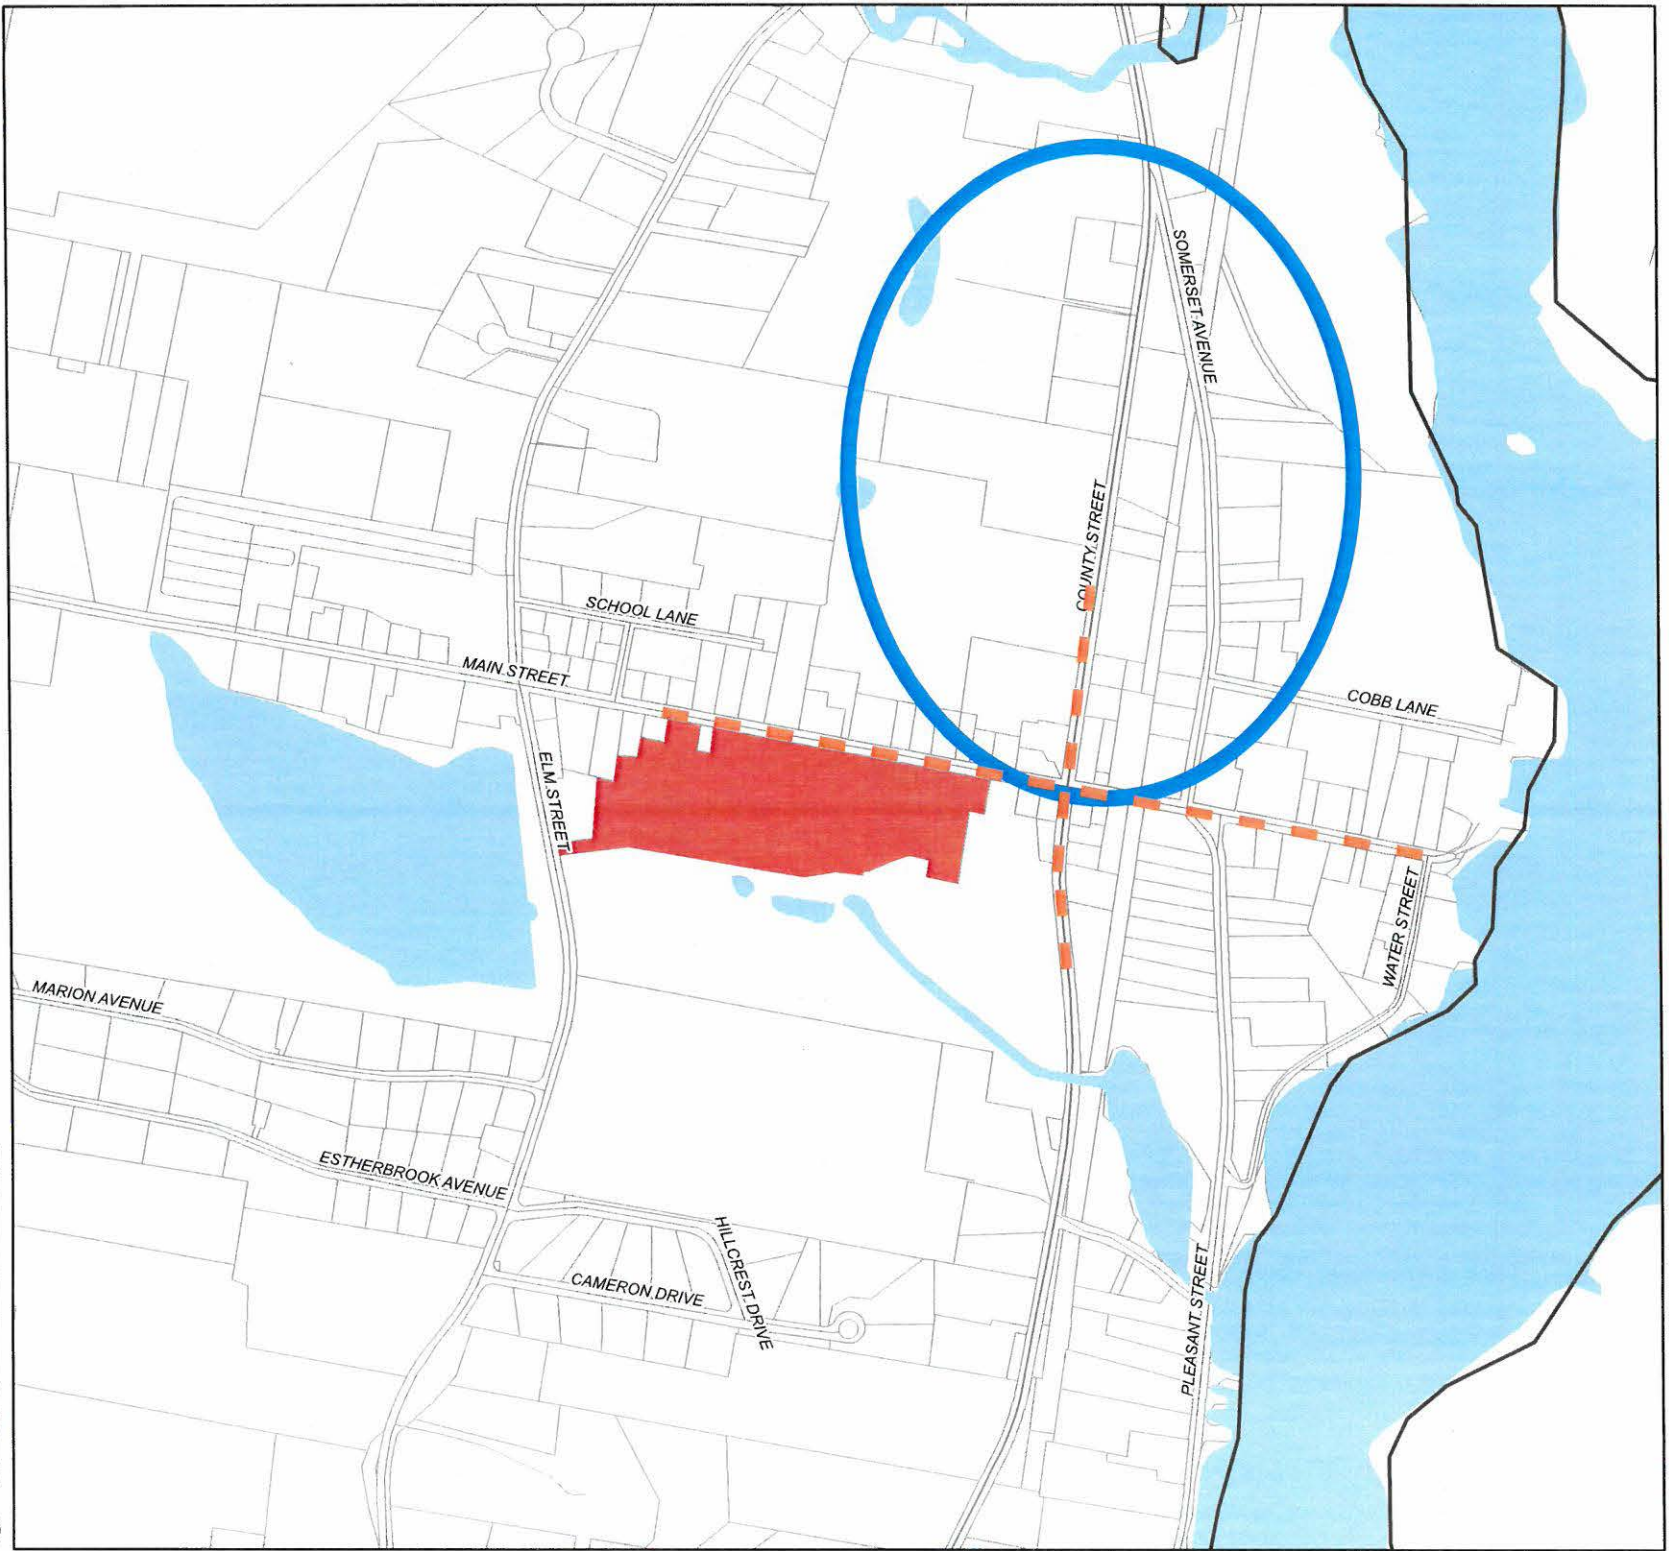 SOMERSET AVENUE
COUNTY STREET
SCHOOL LANE
MAIN STREET
COBB LANE
ELM STREET
WATER STREET
MARION AVENUE
ESTHERBROOK AVENUE
HILLCREST DRIVE
CAMERON DRIVE
PLEASANT STREET